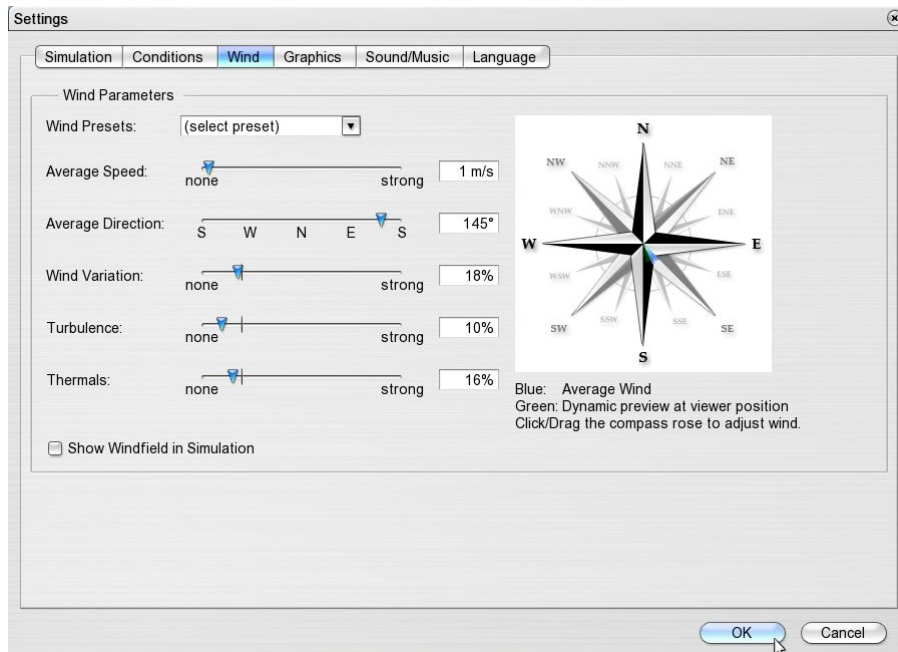 Settings
Simulation Conditions Wind Graphics Sound/Music Language
Wind Parameters
Wind Presets: (select preset)
Average Speed: none strong 1 m/s
Average Direction: S W N E S 145°
Wind Variation: none strong 18%
Turbulence: none strong 10%
Thermals: none strong 16%
Show Windfield in Simulation
N
NW NNW NNE NE
WNW ENE
W E
WSW ESE
SW SSW SSE SE
S
Blue: Average Wind
Green: Dynamic preview at viewer position
Click/Drag the compass rose to adjust wind.
OK Cancel